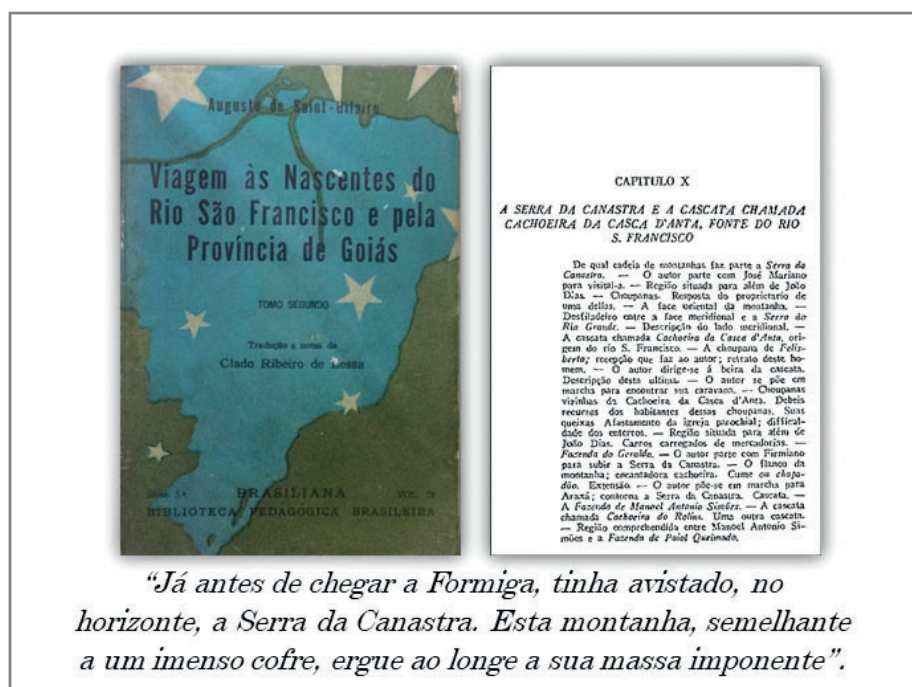 Auguste de Saint-Hilaire
Viagem às Nascentes do
Rio São Francisco e pela
Província de Goiás
TOMO SEGUNDO
Tradução e notas de
Clado Ribeiro de Lessa
Série 5ª BRASILIANA VOL. 78
BIBLIOTECA PEDAGÓGICA BRASILEIRA
CAPITULO X
A SERRA DA CANASTRA E A CASCATA CHAMADA
CACHOEIRA DA CASCA D'ANTA, FONTE DO RIO
S. FRANCISCO
De qual cadeia de montanhas faz parte a Serra da
Canastra. — O autor parte com José Mariano
para visital-a. — Região situada para além de João
Dias. — Choupanas. Resposta do proprietario de
uma dellas. — A face oriental da montanha. —
Desfiladeiro entre a face meridional e a Serra do
Rio Grande. — Descripção do lado meridional. —
A cascata chamada Cachoeira da Casca d'Anta, ori-
gem do rio S. Francisco. — A choupana de Felis-
berto; recepção que faz ao autor; retrato deste ho-
mem. — O autor dirige-se á beira da cascata.
Descripção desta ultima. — O autor se põe em
marcha para encontrar sua caravana. — Choupanas
vizinhas da Cachoeira da Casca d'Anta. Debeis
recursos dos habitantes dessas choupanas. Suas
queixas Afastamento da igreja parochial; difficul-
dade dos enterros. — Região situada para além de
João Dias. Carros carregados de mercadorias. —
Fazenda do Geraldo. — O autor parte com Firmiano
para subir a Serra da Canastra. — O flanco da
montanha; encantadora cachoeira. Cume ou chapa-
dão. Extensão. — O autor põe-se em marcha para
Araxá; contorna a Serra da Canastra. Cascata. —
A Fazenda de Manoel Antonio Simões. — A cascata
chamada Cachoeira do Rolim. Uma outra cascata.
— Região comprehendida entre Manoel Antonio Si-
mões e a Fazenda de Paiol Queimado.
“Já antes de chegar a Formiga, tinha avistado, no
horizonte, a Serra da Canastra. Esta montanha, semelhante
a um imenso cofre, ergue ao longe a sua massa imponente”.